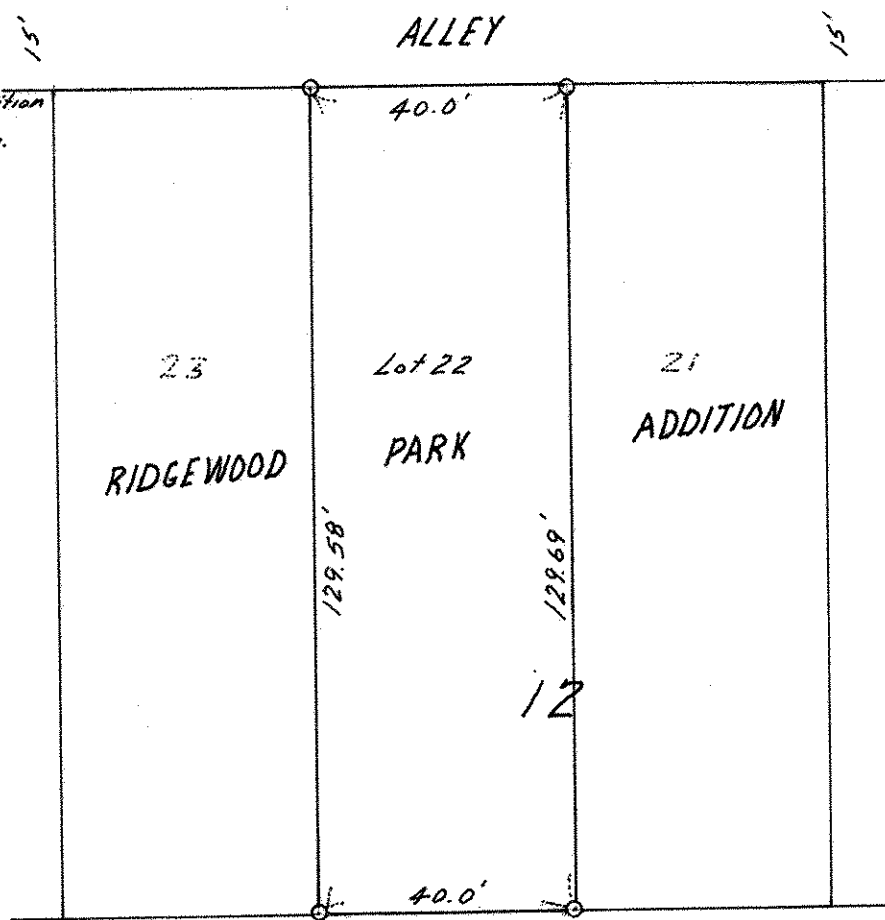 15'
ALLEY
15'
40.0'
23
Lot 22
21
RIDGEWOOD
PARK
ADDITION
129.58'
129.69'
12
40.0'